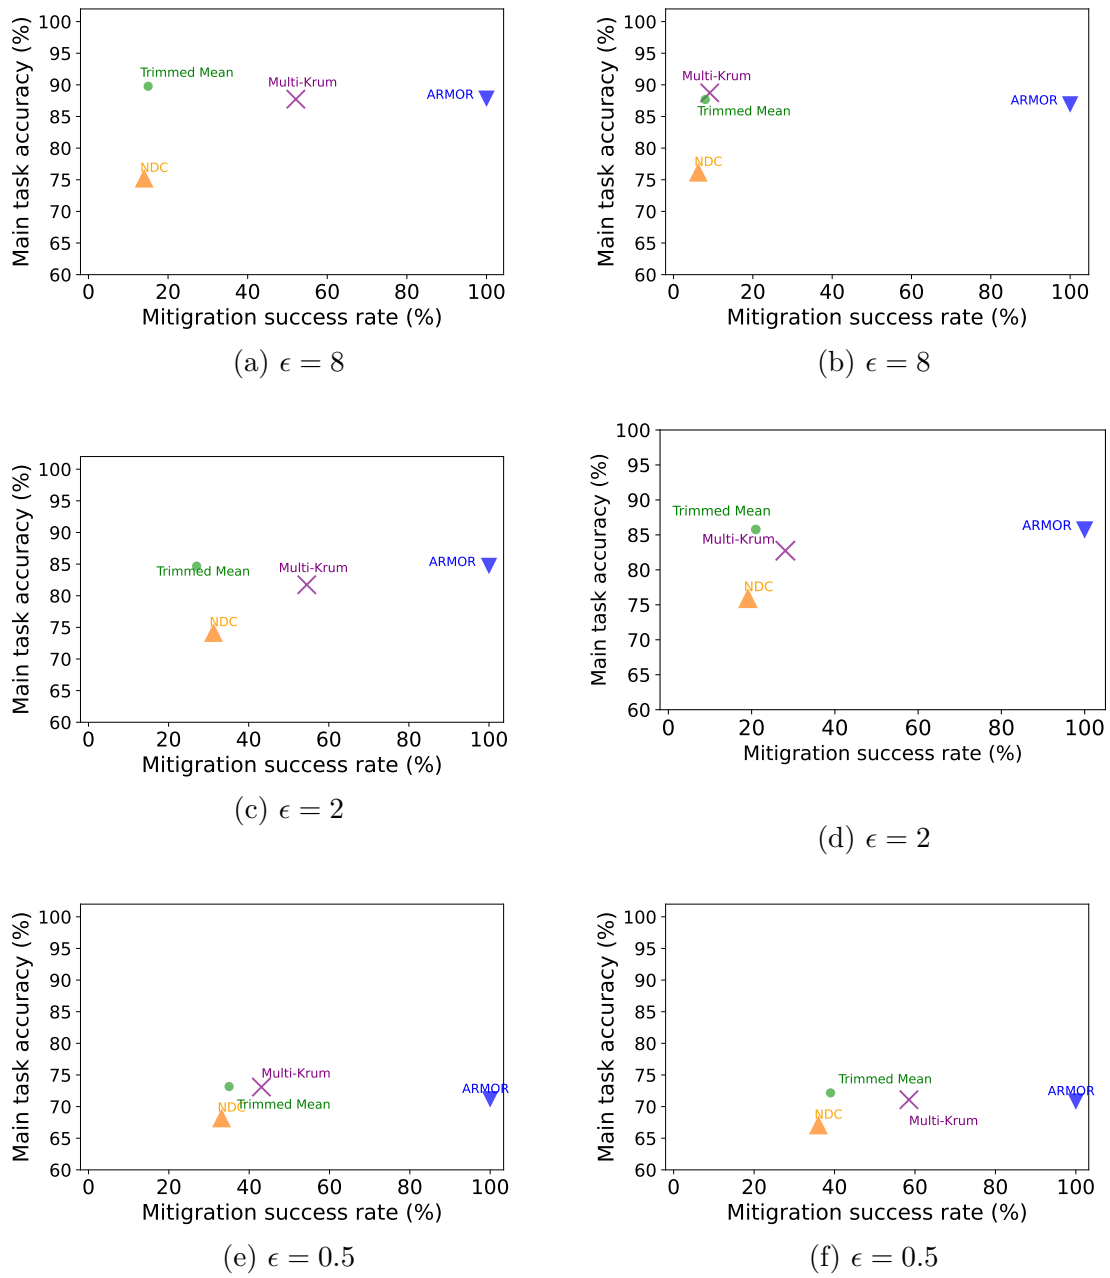 Main task accuracy (%)
100
95
90
85
80
75
70
65
60
Trimmed Mean
Multi-Krum
ARMOR
NDC
0 20 40 60 80 100
Mitigration success rate (%)
(a) ϵ = 8
Main task accuracy (%)
100
95
90
85
80
75
70
65
60
Multi-Krum
ARMOR
Trimmed Mean
NDC
0 20 40 60 80 100
Mitigration success rate (%)
(b) ϵ = 8
Main task accuracy (%)
100
95
90
85
80
75
70
65
60
ARMOR
Trimmed Mean
Multi-Krum
NDC
0 20 40 60 80 100
Mitigration success rate (%)
(c) ϵ = 2
Main task accuracy (%)
100
95
90
85
80
75
70
65
60
Trimmed Mean
ARMOR
Multi-Krum
NDC
0 20 40 60 80 100
Mitigration success rate (%)
(d) ϵ = 2
Main task accuracy (%)
100
95
90
85
80
75
70
65
60
Multi-Krum
ARMOR
Trimmed Mean
NDC
0 20 40 60 80 100
Mitigration success rate (%)
(e) ϵ = 0.5
Main task accuracy (%)
100
95
90
85
80
75
70
65
60
Trimmed Mean
ARMOR
NDC
Multi-Krum
0 20 40 60 80 100
Mitigration success rate (%)
(f) ϵ = 0.5